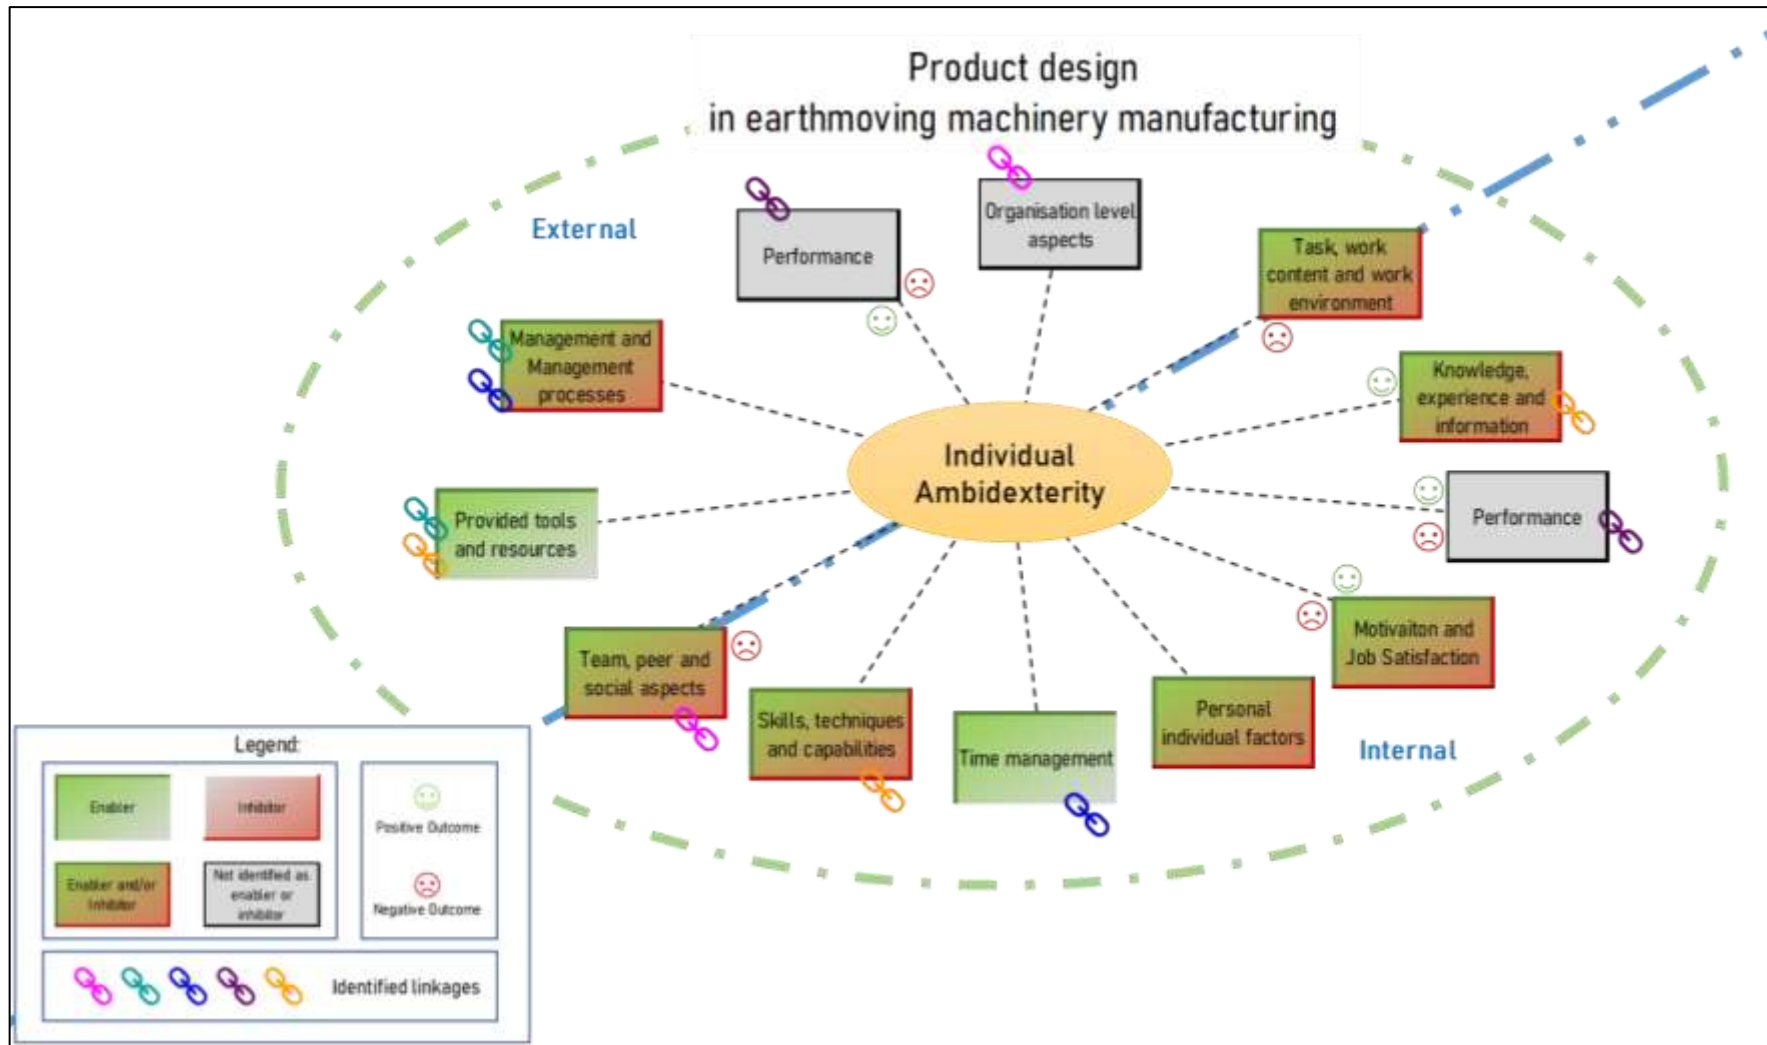 Product design
in earthmoving machinery manufacturing
External
Performance
Organisation level
aspects
Task, work
content and work
environment
Management and
Management
processes
Knowledge,
experience and
information
Individual
Ambidexterity
Provided tools
and resources
Performance
Team, peer and
social aspects
Skills, techniques
and capabilities
Time management
Personal
individual factors
Motivaiton and
Job Satisfaction
Internal
Legend:
Enabler
Inhibitor
Enabler and/or
Inhibitor
Not identified as
enabler or
inhibitor
Positive Outcome
Negative Outcome
Identified linkages